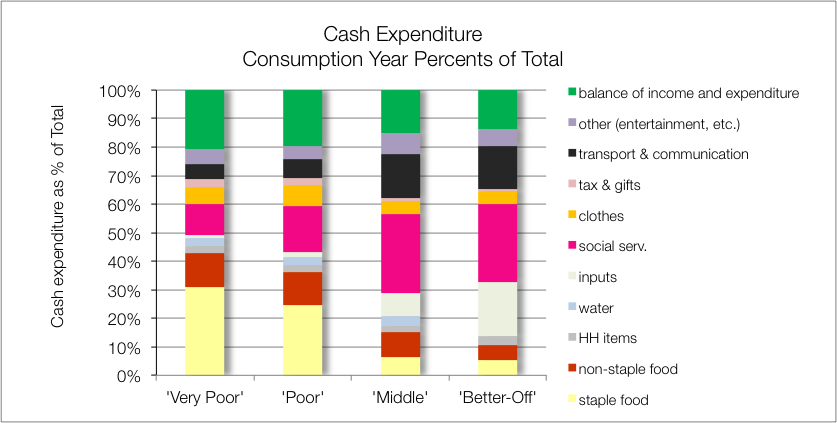 Cash Expenditure
Consumption Year Percents of Total
Cash expenditure as % of Total
100%
90%
80%
70%
60%
50%
40%
30%
20%
10%
0%
'Very Poor'
'Poor'
'Middle'
'Better-Off'
balance of income and expenditure
other (entertainment, etc.)
transport & communication
tax & gifts
clothes
social serv.
inputs
water
HH items
non-staple food
staple food